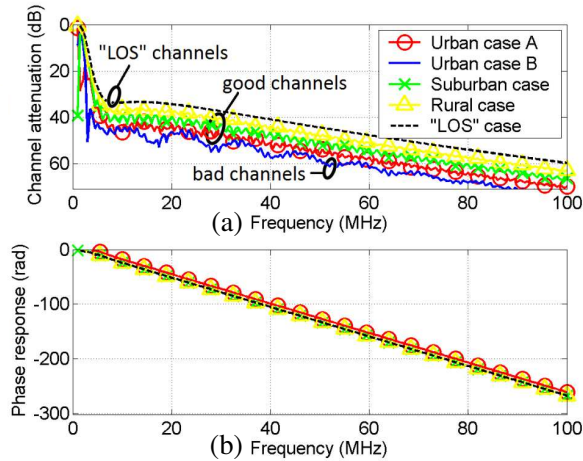 Channel attenuation (dB)
0
20
40
60
"LOS" channels
good channels
bad channels
Urban case A
Urban case B
Suburban case
Rural case
"LOS" case
0
20
40
60
80
100
(a)
Frequency (MHz)
Phase response (rad)
0
-100
-200
-300
0
20
40
60
80
100
(b)
Frequency (MHz)